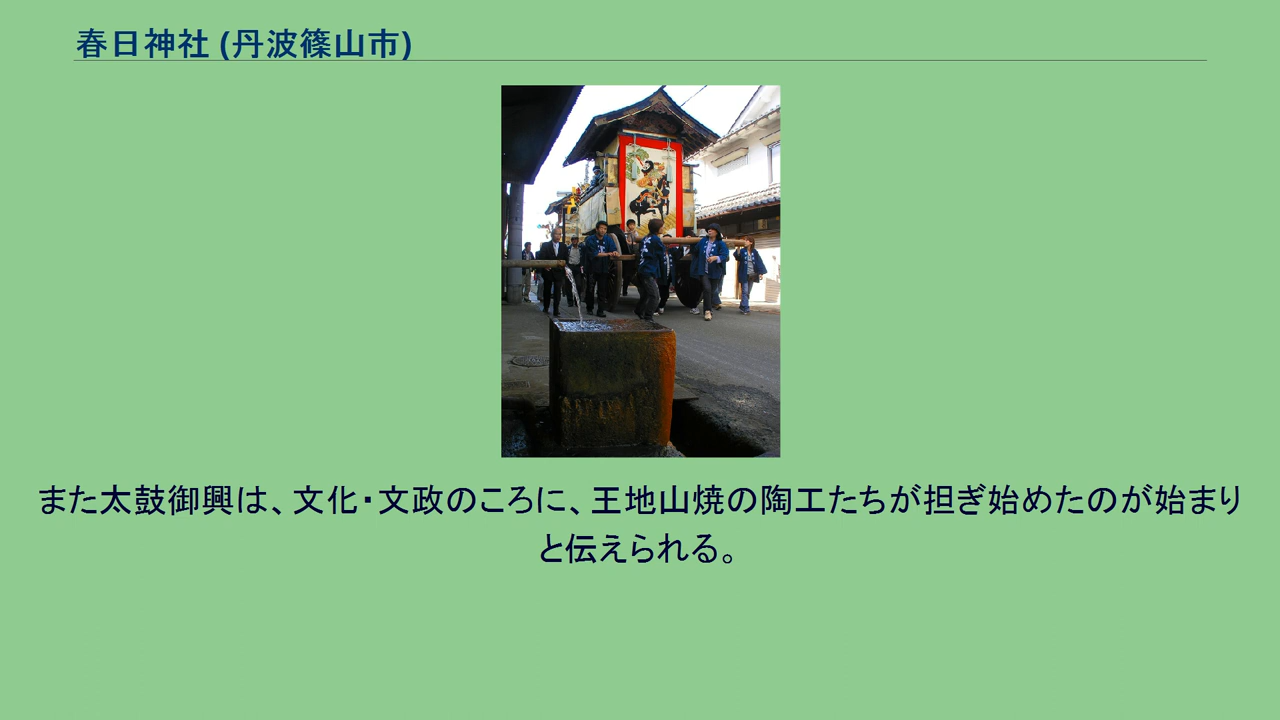 春日神社 (丹波篠山市)
また太鼓御興は、文化・文政のころに、王地山焼の陶工たちが担ぎ始めたのが始まり
と伝えられる。